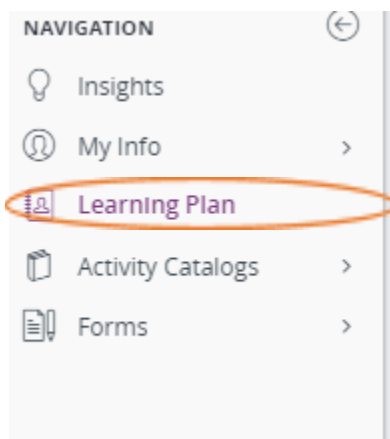 NAVIGATION
Insights
My Info
Learning Plan
Activity Catalogs
Forms